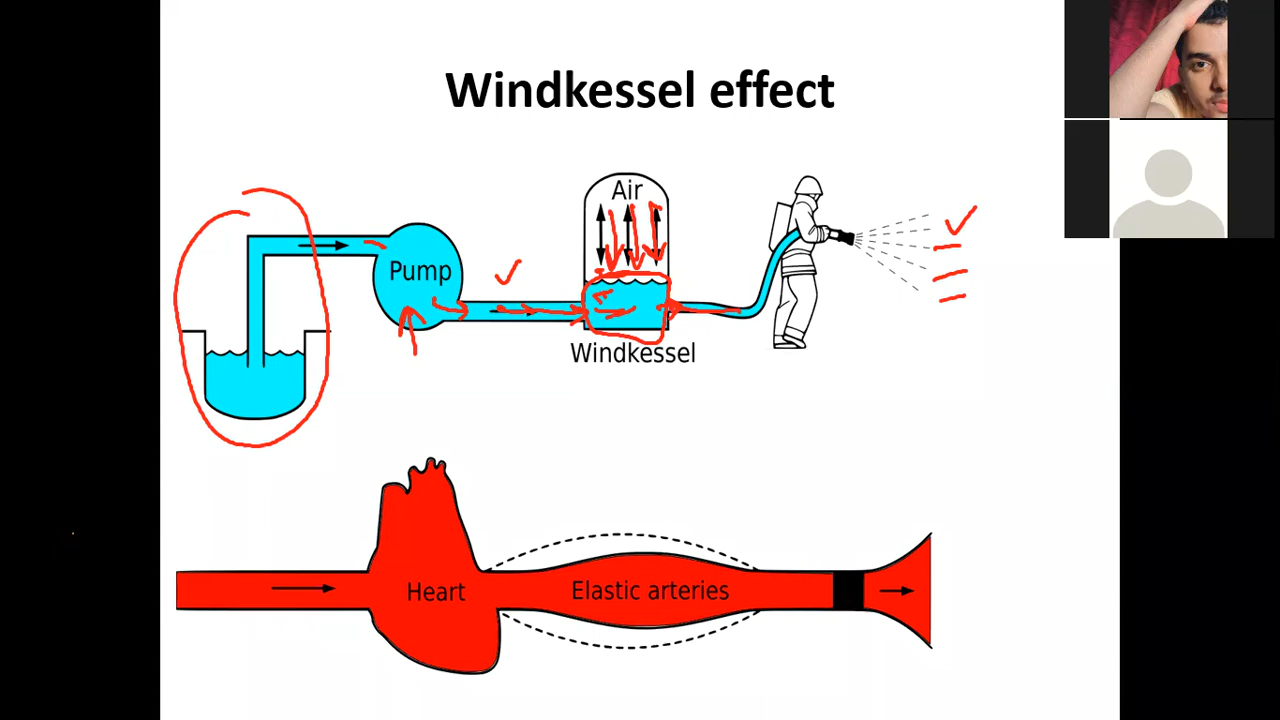 Windkessel effect
Air
Pump
Windkessel
Heart
Elastic arteries